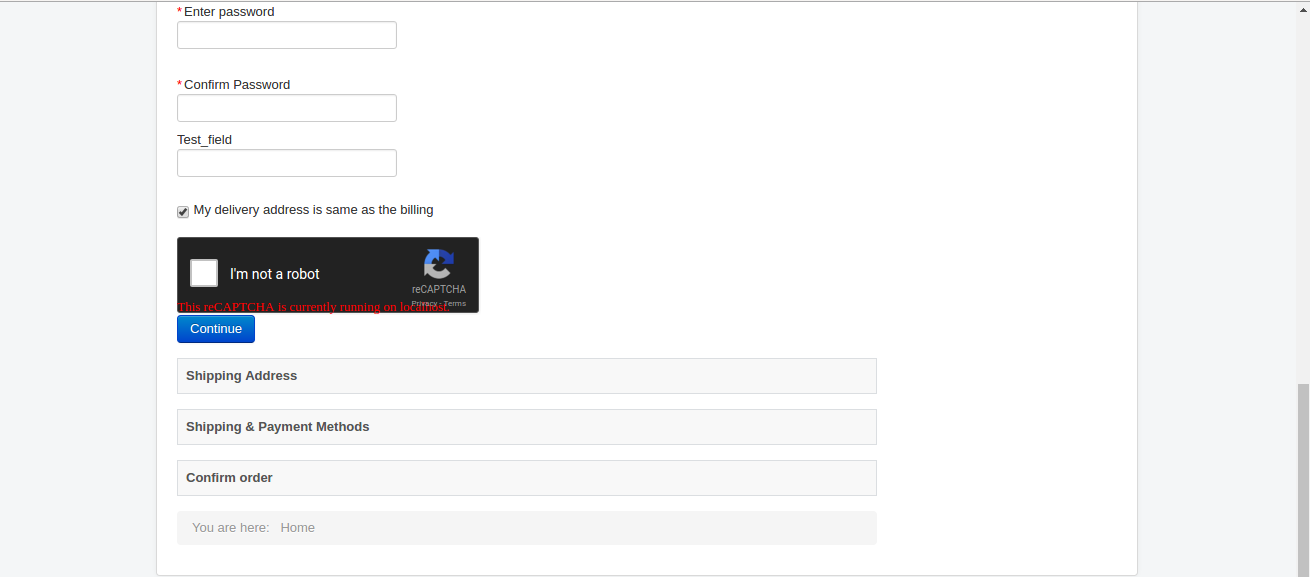 *Enter password
*Confirm Password
Test_field
My delivery address is same as the billing
I'm not a robot
reCAPTCHA
Privacy - Terms
This reCAPTCHA is currently running on localhost.
Continue
Shipping Address
Shipping & Payment Methods
Confirm order
You are here: Home